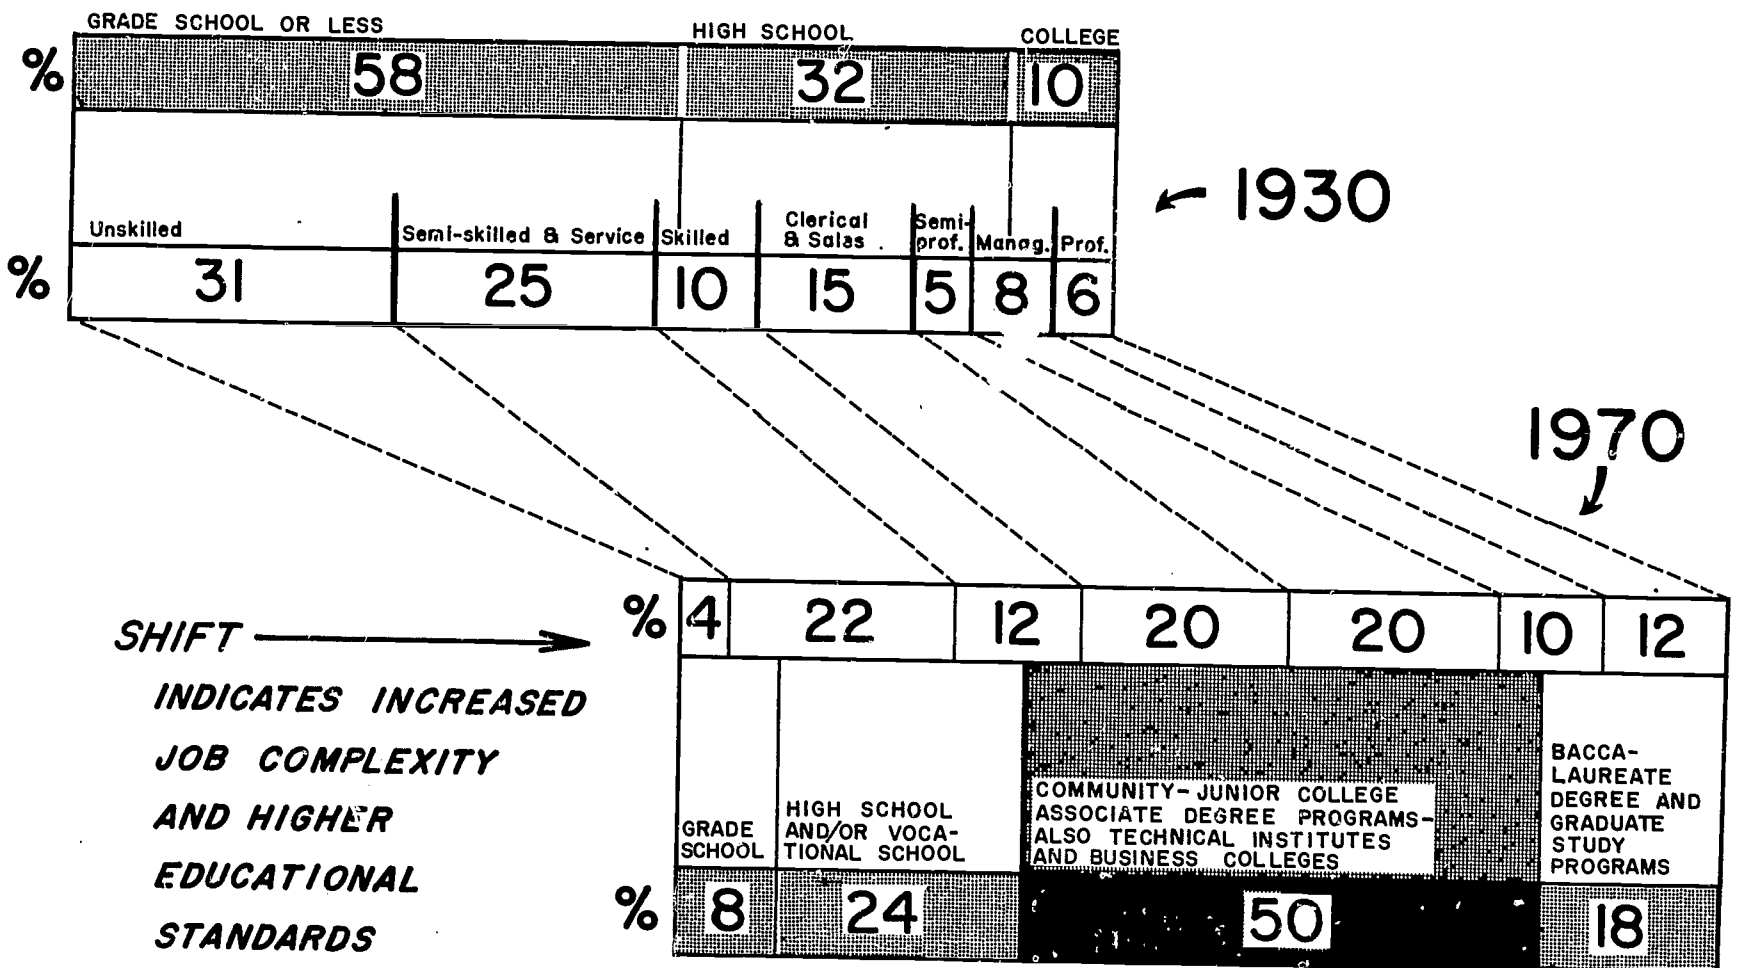 GRADE SCHOOL OR LESS HIGH SCHOOL COLLEGE
% 58 32 10
1930
Unskilled Semi-skilled & Service Skilled Clerical & Salas Semi-prof. Manag. Prof.
% 31 25 10 15 5 8 6
1970
% 4 22 12 20 20 10 12
SHIFT
INDICATES INCREASED
JOB COMPLEXITY
AND HIGHER
EDUCATIONAL
STANDARDS
GRADE
SCHOOL
HIGH SCHOOL
AND/OR VOCA-
TIONAL SCHOOL
COMMUNITY-JUNIOR COLLEGE
ASSOCIATE DEGREE PROGRAMS-
ALSO TECHNICAL INSTITUTES
AND BUSINESS COLLEGES
BACCA-
LAUREATE
DEGREE AND
GRADUATE
STUDY
PROGRAMS
% 8 24 50 18